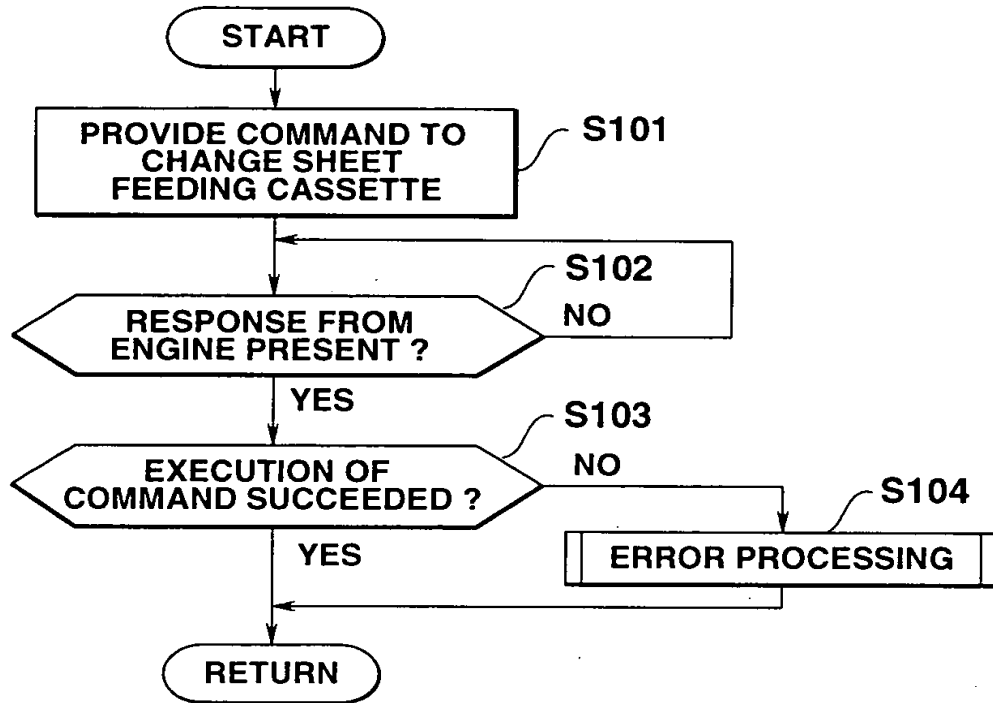 START
PROVIDE COMMAND TO
CHANGE SHEET
FEEDING CASSETTE
S101
S102
RESPONSE FROM
ENGINE PRESENT ?
NO
YES
S103
EXECUTION OF
COMMAND SUCCEEDED ?
NO
S104
YES
ERROR PROCESSING
RETURN